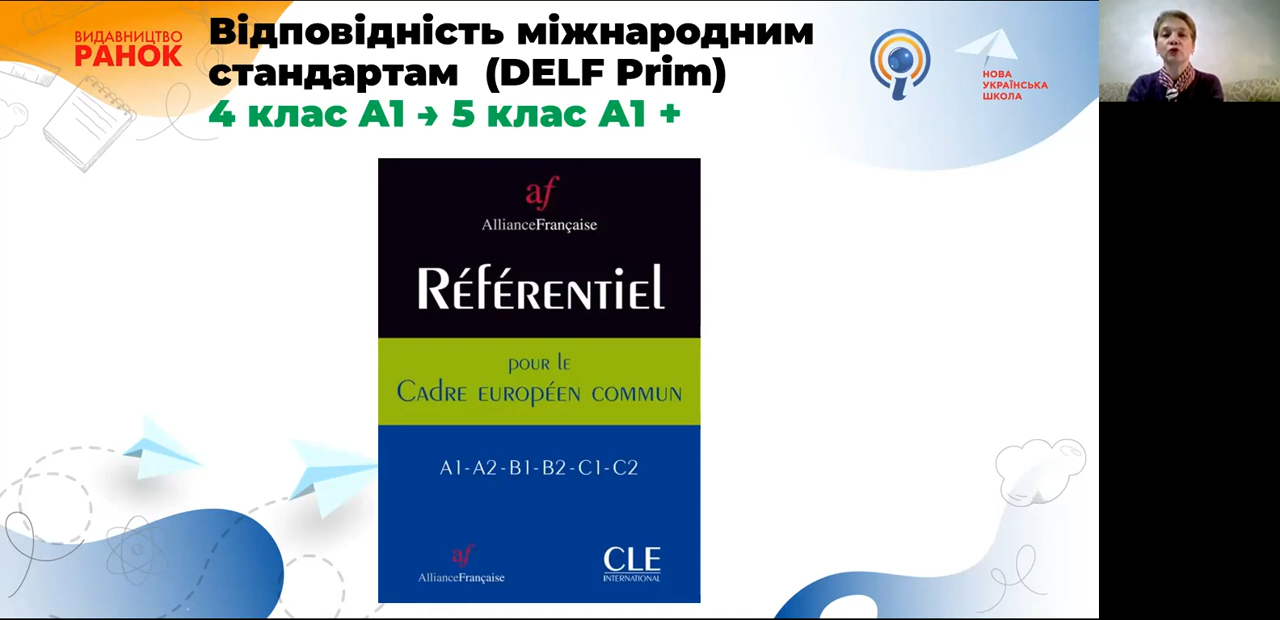 ВИДАВНИЦТВО
РАНОК
Відповідність міжнародним
стандартам (DELF Prim)
4 клас А1 → 5 клас А1 +
i
НОВА
УКРАЇНСЬКА
ШКОЛА
af
AllianceFrançaise
Référentiel
pour le
Cadre européen commun
A1-A2-B1-B2-C1-C2
af
AllianceFrançaise
CLE
INTERNATIONAL